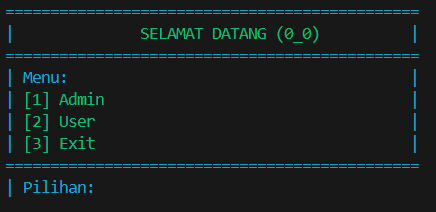 ==============================================
|              SELAMAT DATANG (0_0)          |
==============================================
| Menu:                                      |
| [1] Admin                                  |
| [2] User                                   |
| [3] Exit                                   |
==============================================
| Pilihan: